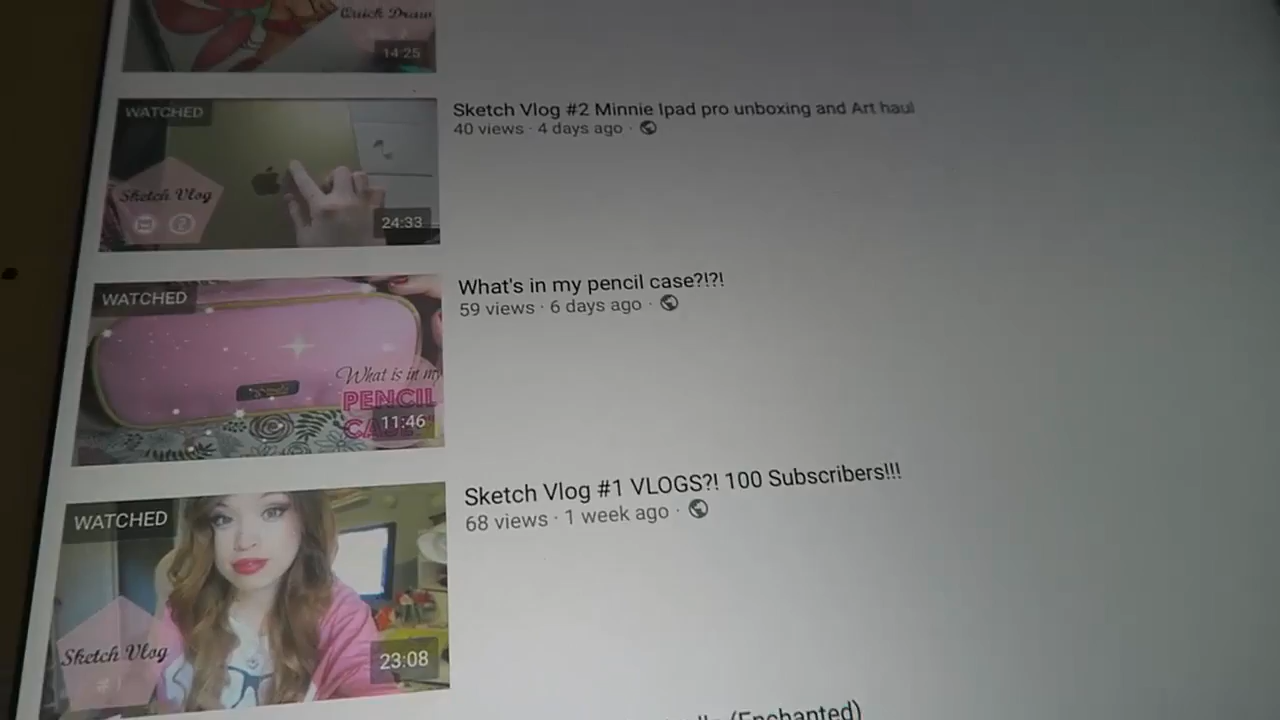 Quick Draw
14:25
WATCHED
Sketch Vlog
24:33
Sketch Vlog #2 Minnie Ipad pro unboxing and Art haul
40 views · 4 days ago ·
WATCHED
What is in my
PENCIL
11:46
What's in my pencil case?!?!
59 views · 6 days ago ·
WATCHED
Sketch Vlog
23:08
Sketch Vlog #1 VLOGS?! 100 Subscribers!!!
68 views · 1 week ago ·
(Enchanted)